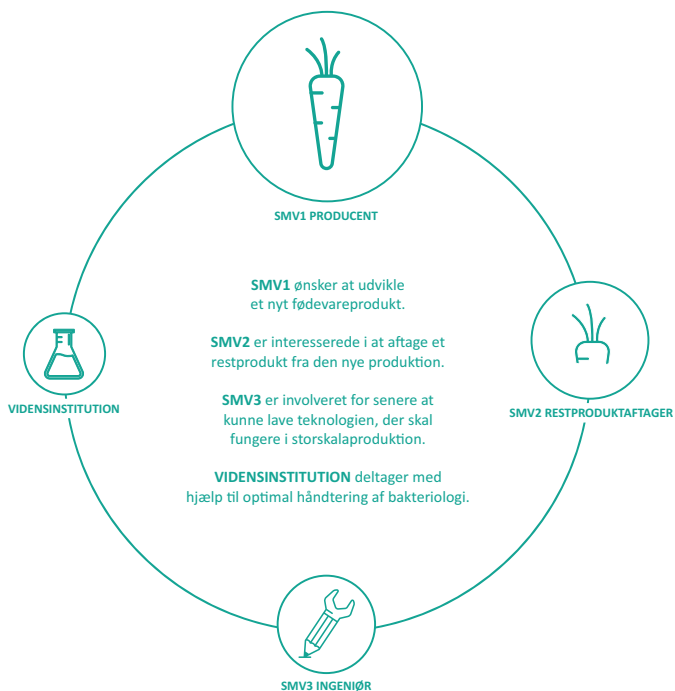 SMV1 PRODUCENT
SMV1 ønsker at udvikle
et nyt fødevareprodukt.
SMV2 er interesserede i at aftage et
restprodukt fra den nye produktion.
SMV3 er involveret for senere at
kunne lave teknologien, der skal
fungere i storskalaproduktion.
VIDENSINSTITUTION deltager med
hjælp til optimal håndtering af bakteriologi.
VIDENSINSTITUTION
SMV2 RESTPRODUKTAFTAGER
SMV3 INGENIØR